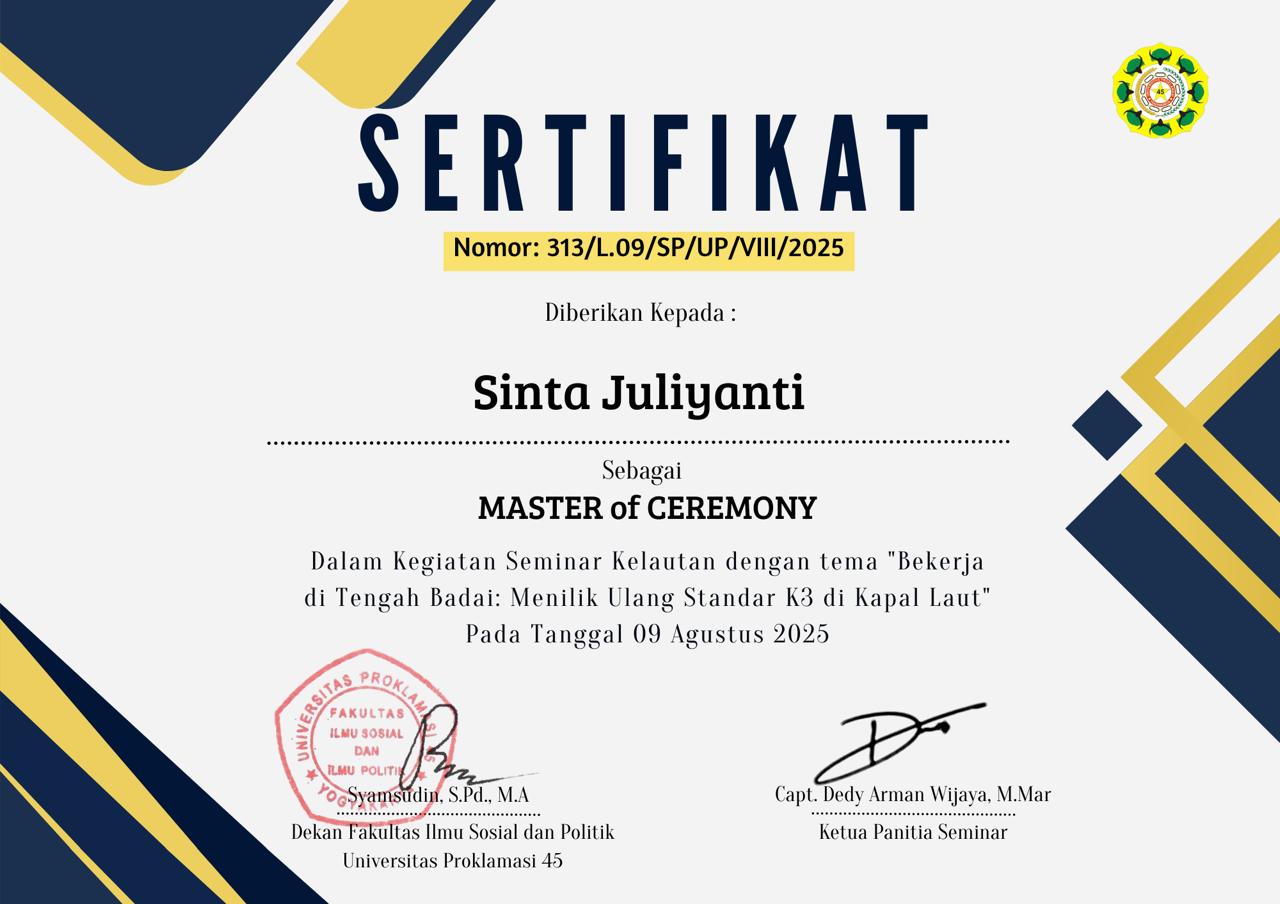 SERTIFIKAT
Nomor: 313/L.09/SP/UP/VIII/2025
Diberikan Kepada :
Sinta Juliyanti
Sebagai
MASTER of CEREMONY
Dalam Kegiatan Seminar Kelautan dengan tema "Bekerja
di Tengah Badai: Menilik Ulang Standar K3 di Kapal Laut"
Pada Tanggal 09 Agustus 2025
UNIVERSITAS PROKLAMASI 45
FAKULTAS
ILMU SOSIAL
DAN
ILMU POLITIK
YOGYAKARTA
Syamsudin, S.Pd., M.A
Dekan Fakultas Ilmu Sosial dan Politik
Universitas Proklamasi 45
Capt. Dedy Arman Wijaya, M.Mar
Ketua Panitia Seminar
45